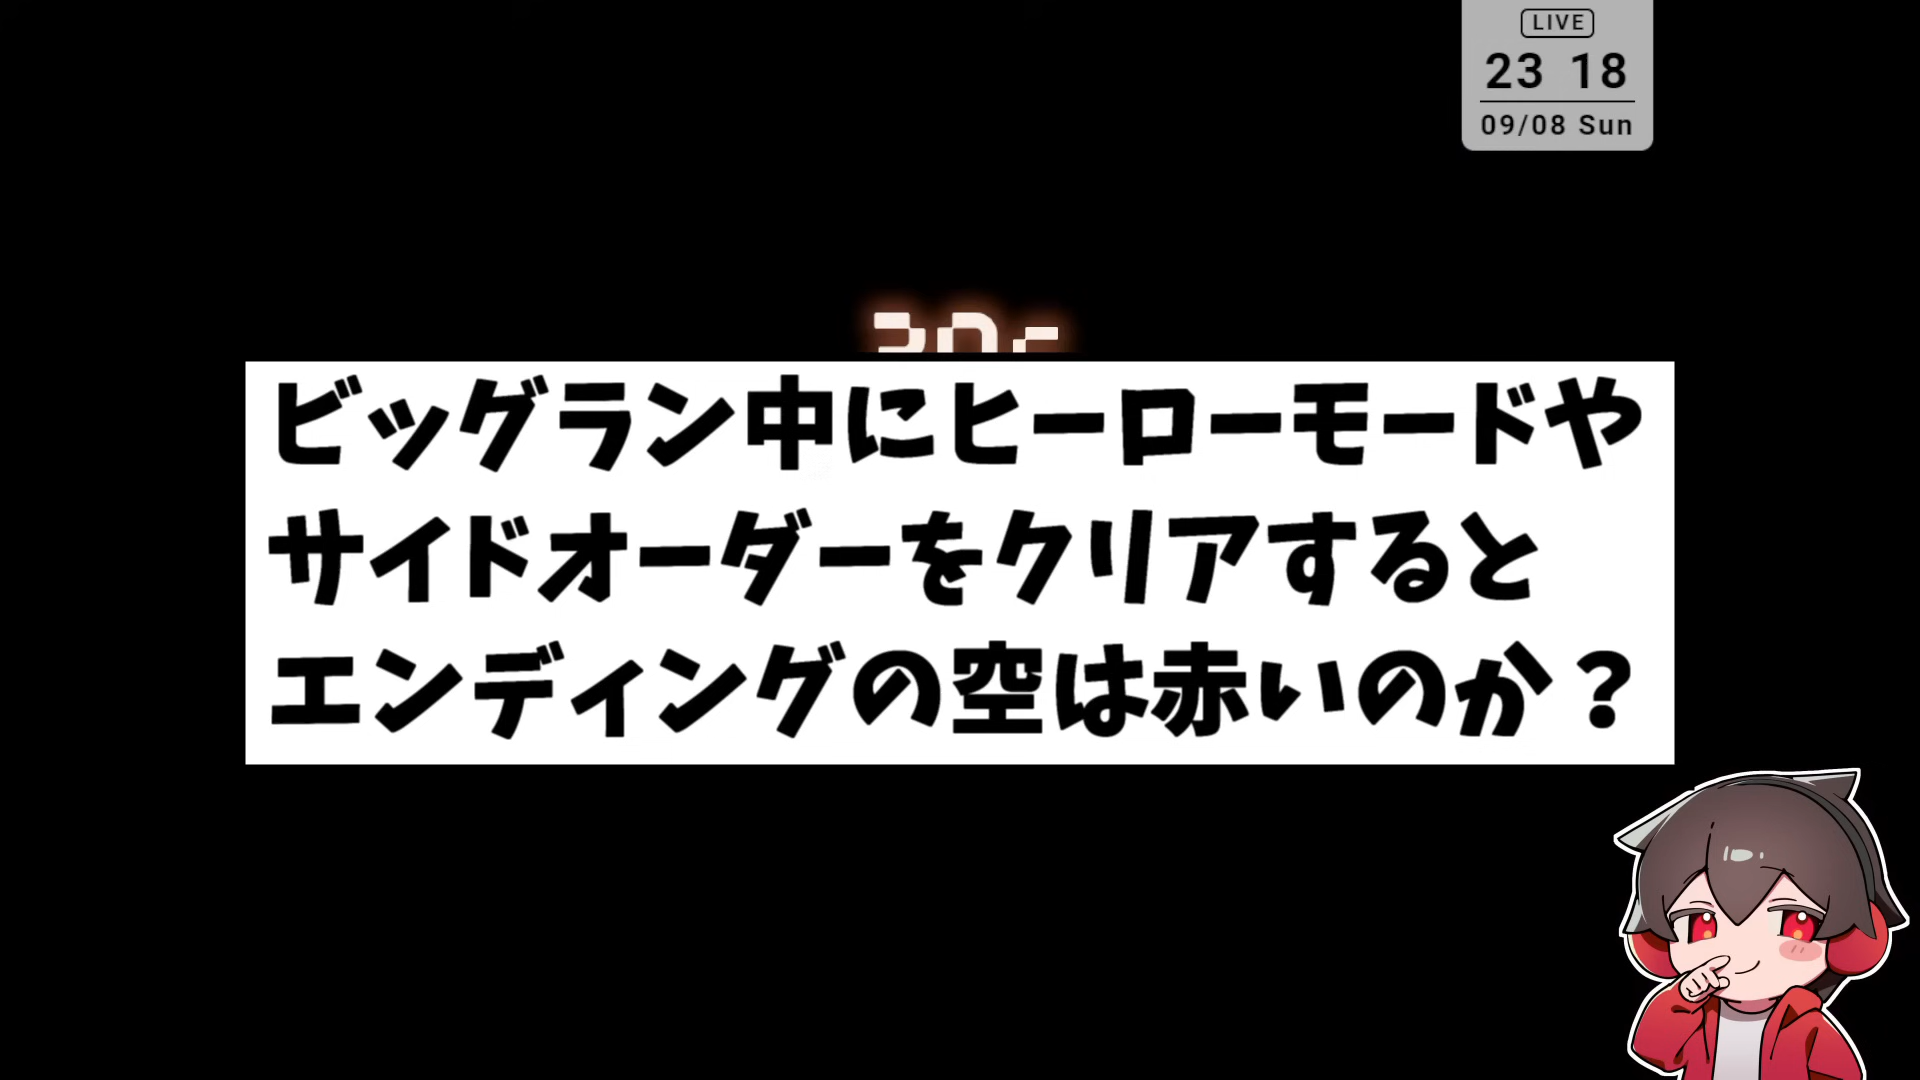 LIVE
23 18
09/08 Sun
ビッグラン中にヒーローモードや
サイドオーダーをクリアすると
エンディングの空は赤いのか？